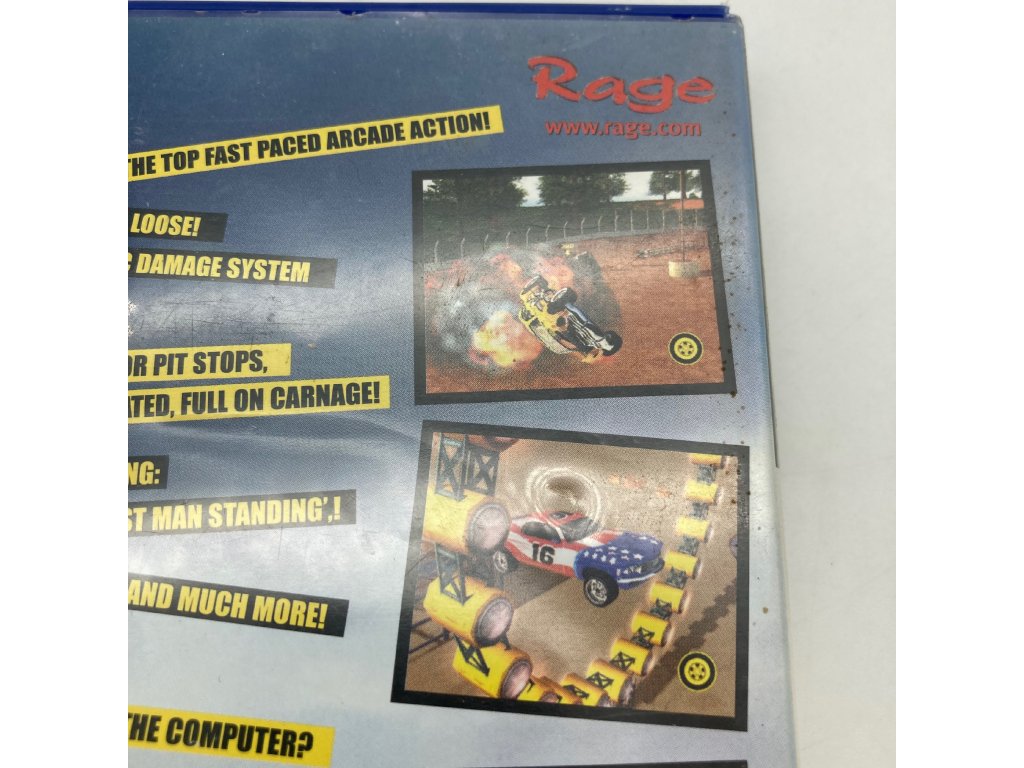 Rage
www.rage.com
THE TOP FAST PACED ARCADE ACTION!
LOOSE!
C DAMAGE SYSTEM
OR PIT STOPS,
ATED, FULL ON CARNAGE!
NG:
ST MAN STANDING',!
16
AND MUCH MORE!
THE COMPUTER?